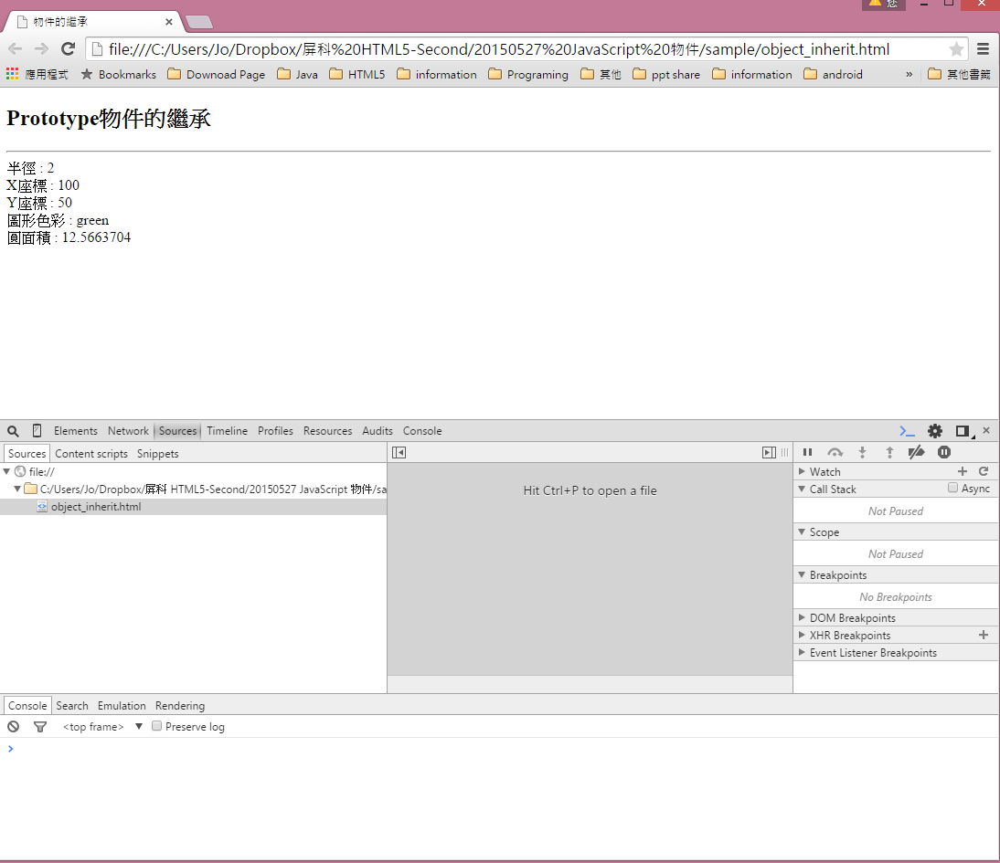 物件的繼承
您
file:///C:/Users/Jo/Dropbox/屏科%20HTML5-Second/20150527%20JavaScript%20物件/sample/object_inherit.html
應用程式 Bookmarks Downoad Page Java HTML5 information Programing 其他 ppt share information android » 其他書籤
Prototype物件的繼承
半徑 : 2
X座標 : 100
Y座標 : 50
圖形色彩 : green
圓面積 : 12.5663704
Elements Network Sources Timeline Profiles Resources Audits Console
Sources Content scripts Snippets
file://
C:/Users/Jo/Dropbox/屏科 HTML5-Second/20150527 JavaScript 物件/sa
object_inherit.html
Hit Ctrl+P to open a file
Watch
Call Stack Async
Not Paused
Scope
Not Paused
Breakpoints
No Breakpoints
DOM Breakpoints
XHR Breakpoints
Event Listener Breakpoints
Console Search Emulation Rendering
<top frame> Preserve log